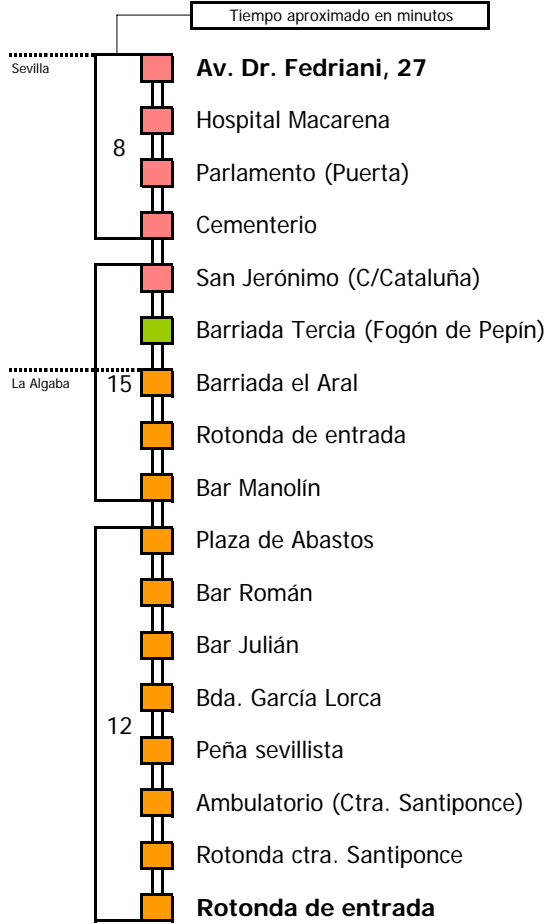 Tiempo aproximado en minutos
Sevilla
Av. Dr. Fedriani, 27
Hospital Macarena
8
Parlamento (Puerta)
Cementerio
San Jerónimo (C/Cataluña)
Barriada Tercia (Fogón de Pepín)
La Algaba
15
Barriada el Aral
Rotonda de entrada
Bar Manolín
Plaza de Abastos
Bar Román
Bar Julián
Bda. García Lorca
12
Peña sevillista
Ambulatorio (Ctra. Santiponce)
Rotonda ctra. Santiponce
Rotonda de entrada